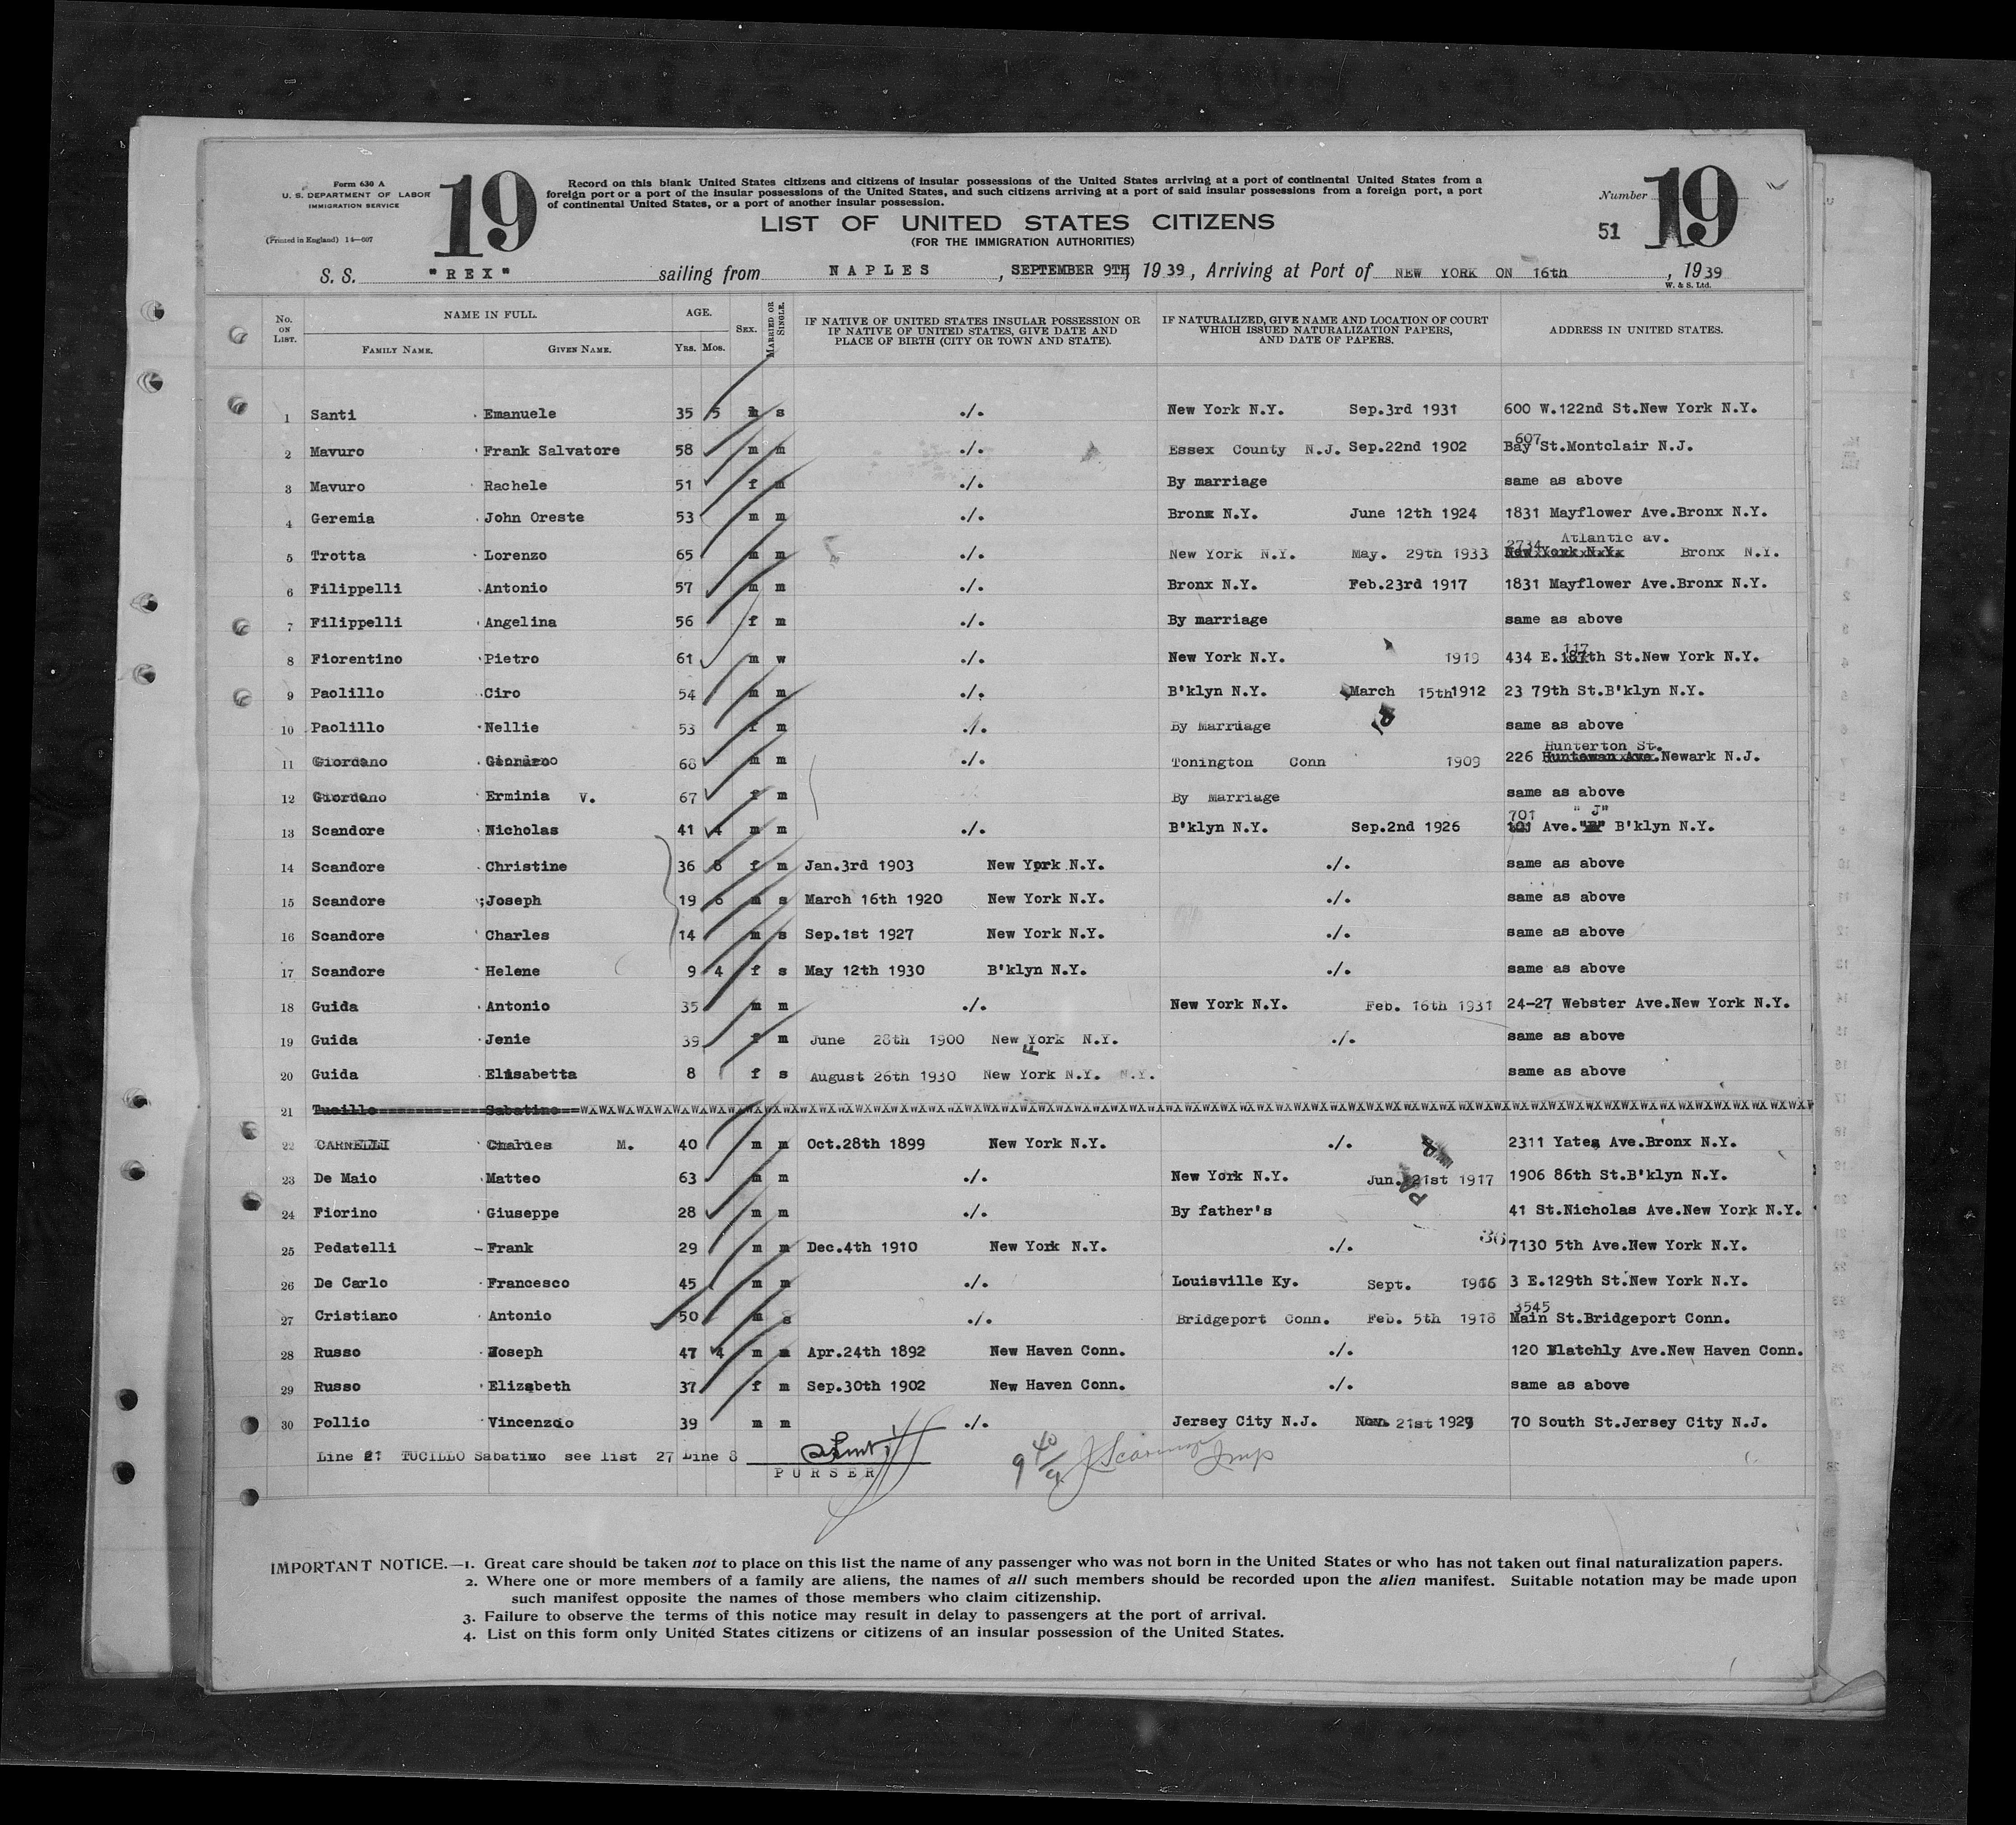 Form 630 A
U. S. DEPARTMENT OF LABOR
IMMIGRATION SERVICE
(Printed in England) 14—607
19
Record on this blank United States citizens and citizens of insular possessions of the United States arriving at a port of continental United States from a
foreign port or a port of the insular possessions of the United States, and such citizens arriving at a port of said insular possessions from a foreign port, a port
of continental United States, or a port of another insular possession.
LIST OF UNITED STATES CITIZENS
(FOR THE IMMIGRATION AUTHORITIES)
Number 19
51
S. S. "REX" sailing from NAPLES, SEPTEMBER 9TH, 1939, Arriving at Port of NEW YORK ON 16th, 1939
W. & S. Ltd.
No. ON LIST. NAME IN FULL. FAMILY NAME. GIVEN NAME. AGE. YRS. MOS. SEX. MARRIED OR SINGLE. IF NATIVE OF UNITED STATES INSULAR POSSESSION OR IF NATIVE OF UNITED STATES, GIVE DATE AND PLACE OF BIRTH (CITY OR TOWN AND STATE). IF NATURALIZED, GIVE NAME AND LOCATION OF COURT WHICH ISSUED NATURALIZATION PAPERS, AND DATE OF PAPERS. ADDRESS IN UNITED STATES.
1 Santi Emanuele 35 5 s ./. New York N.Y. Sep.3rd 1931 600 W.122nd St.New York N.Y.
2 Mavuro Frank Salvatore 58 m m ./. Essex County N.J. Sep.22nd 1902 607 Bay St.Montclair N.J.
3 Mavuro Rachele 51 f m ./. By marriage same as above
4 Geremia John Oreste 53 m m ./. Bronx N.Y. June 12th 1924 1831 Mayflower Ave.Bronx N.Y.
5 Trotta Lorenzo 65 m m ./. New York N.Y. May. 29th 1933 2734 Atlantic av. New York N.Y. Bronx N.Y.
6 Filippelli Antonio 57 m m ./. Bronx N.Y. Feb.23rd 1917 1831 Mayflower Ave.Bronx N.Y.
7 Filippelli Angelina 56 f m ./. By marriage same as above
8 Fiorentino Pietro 61 m w ./. New York N.Y. 1919 434 E.117th St.New York N.Y.
9 Paolillo Ciro 54 m m ./. B'klyn N.Y. March 15th1912 23 79th St.B'klyn N.Y.
10 Paolillo Nellie 53 f m ./. By Marriage same as above
11 Giordano Gennaro 68 m m ./. Tonington Conn 1909 226 Hunterton St. Newark N.J.
12 Giordano Erminia V. 67 f m By Marriage same as above
13 Scandore Nicholas 41 4 m m ./. B'klyn N.Y. Sep.2nd 1926 701 Ave."J" B'klyn N.Y.
14 Scandore Christine 36 8 f m Jan.3rd 1903 New York N.Y. ./. same as above
15 Scandore ;Joseph 19 6 m s March 16th 1920 New York N.Y. ./. same as above
16 Scandore Charles 14 m s Sep.1st 1927 New York N.Y. ./. same as above
17 Scandore Helene 9 4 f s May 12th 1930 B'klyn N.Y. ./. same as above
18 Guida Antonio 35 m m ./. New York N.Y. Feb. 16th 1931 24-27 Webster Ave.New York N.Y.
19 Guida Jenie 39 f m June 28th 1900 New York N.Y. ./. same as above
20 Guida Elisabetta 8 f s August 26th 1930 New York N.Y. N.Y. same as above
21 Tucillo Sabatino
22 CARNELLI Charles M. 40 m m Oct.28th 1899 New York N.Y. ./. 2311 Yates Ave.Bronx N.Y.
23 De Maio Matteo 63 m m ./. New York N.Y. Jun. 21st 1917 1906 86th St.B'klyn N.Y.
24 Fiorino Giuseppe 28 m m ./. By father's 41 St.Nicholas Ave.New York N.Y.
25 Pedatelli Frank 29 m m Dec.4th 1910 New York N.Y. ./. 36 7130 5th Ave.New York N.Y.
26 De Carlo Francesco 45 m m ./. Louisville Ky. Sept. 3 E.129th St.New York N.Y.
27 Cristiano Antonio 50 m s ./. Bridgeport Conn. Feb. 5th 1918 3545 Main St.Bridgeport Conn.
28 Russo Joseph 47 4 m m Apr.24th 1892 New Haven Conn. ./. 120 Blatchly Ave.New Haven Conn.
29 Russo Elizabeth 37 f m Sep.30th 1902 New Haven Conn. ./. same as above
30 Pollio Vincenzo 39 m m ./. Jersey City N.J. 21st 70 South St.Jersey City N.J.
Line 21 TUCILLO Sabatino see list 27 Line 8
PURSER
IMPORTANT NOTICE.—1. Great care should be taken not to place on this list the name of any passenger who was not born in the United States or who has not taken out final naturalization papers.
2. Where one or more members of a family are aliens, the names of all such members should be recorded upon the alien manifest. Suitable notation may be made upon
such manifest opposite the names of those members who claim citizenship.
3. Failure to observe the terms of this notice may result in delay to passengers at the port of arrival.
4. List on this form only United States citizens or citizens of an insular possession of the United States.